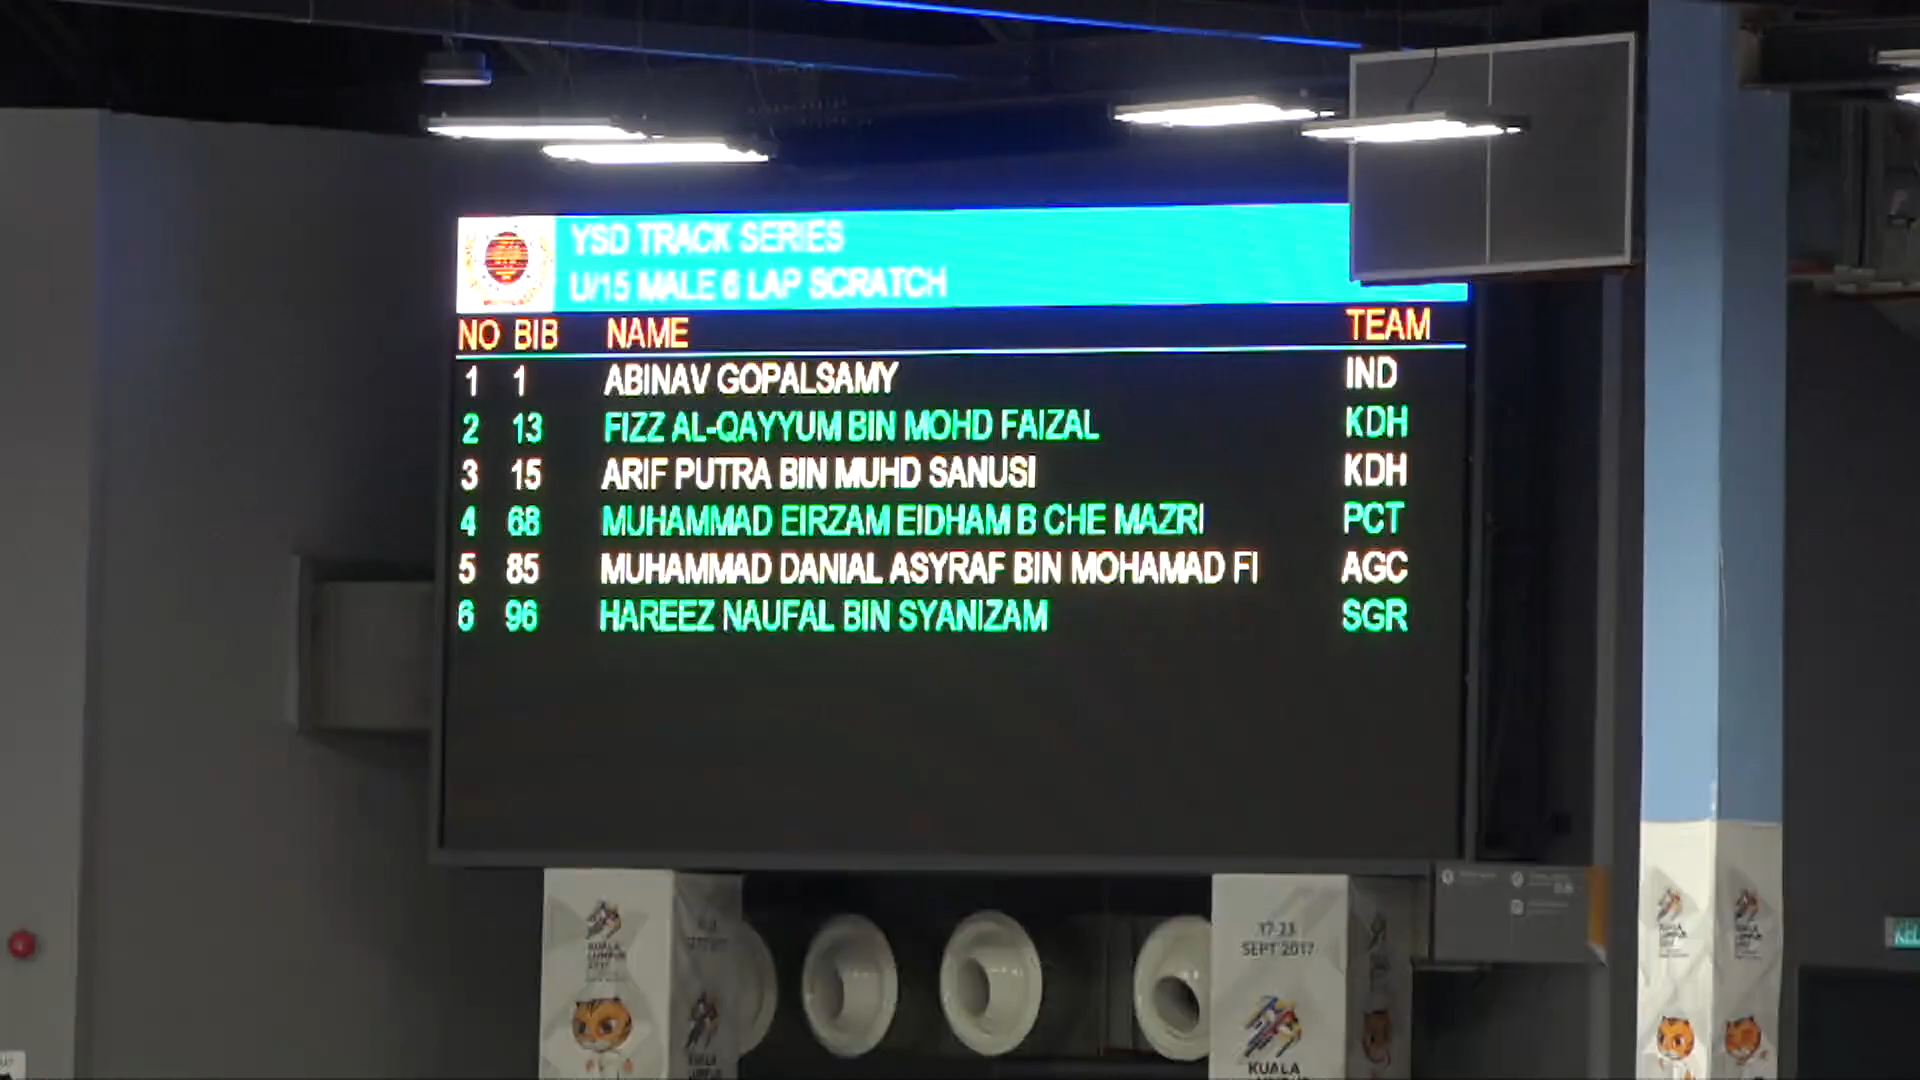 YSD TRACK SERIES
U/15 MALE 6 LAP SCRATCH
NO BIB NAME TEAM
1 1 ABINAV GOPALSAMY IND
2 13 FIZZ AL-QAYYUM BIN MOHD FAIZAL KDH
3 15 ARIF PUTRA BIN MUHD SANUSI KDH
4 68 MUHAMMAD EIRZAM EIDHAM B CHE MAZRI PCT
5 85 MUHAMMAD DANIAL ASYRAF BIN MOHAMAD FI AGC
6 96 HAREEZ NAUFAL BIN SYANIZAM SGR
KUALA
LUMPUR
2017
17-23
SEPT 2017
KUALA